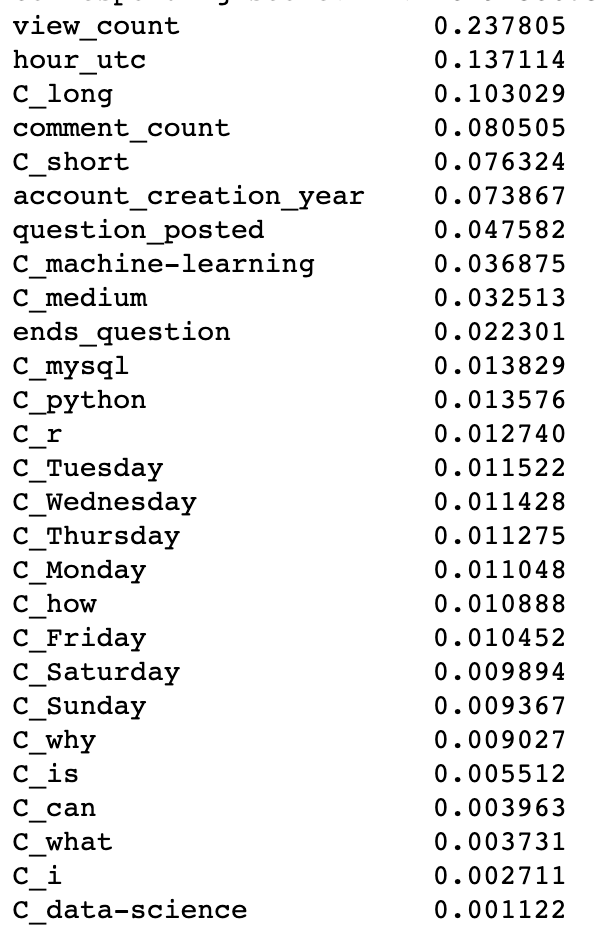 view_count 0.237805
hour_utc 0.137114
C_long 0.103029
comment_count 0.080505
C_short 0.076324
account_creation_year 0.073867
question_posted 0.047582
C_machine-learning 0.036875
C_medium 0.032513
ends_question 0.022301
C_mysql 0.013829
C_python 0.013576
C_r 0.012740
C_Tuesday 0.011522
C_Wednesday 0.011428
C_Thursday 0.011275
C_Monday 0.011048
C_how 0.010888
C_Friday 0.010452
C_Saturday 0.009894
C_Sunday 0.009367
C_why 0.009027
C_is 0.005512
C_can 0.003963
C_what 0.003731
C_i 0.002711
C_data-science 0.001122